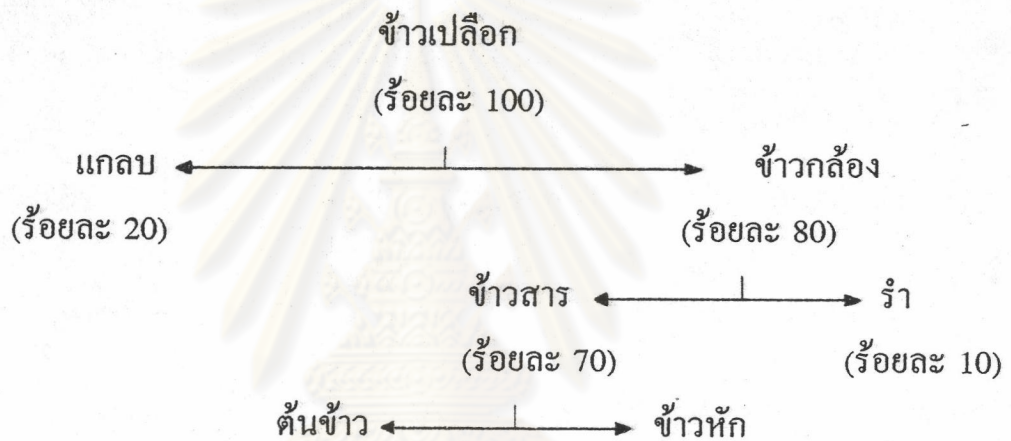 ข้าวเปลือก
(ร้อยละ 100)
แกลบ ข้าวกล้อง
(ร้อยละ 20) (ร้อยละ 80)
ข้าวสาร รำ
(ร้อยละ 70) (ร้อยละ 10)
ต้นข้าว ข้าวหัก